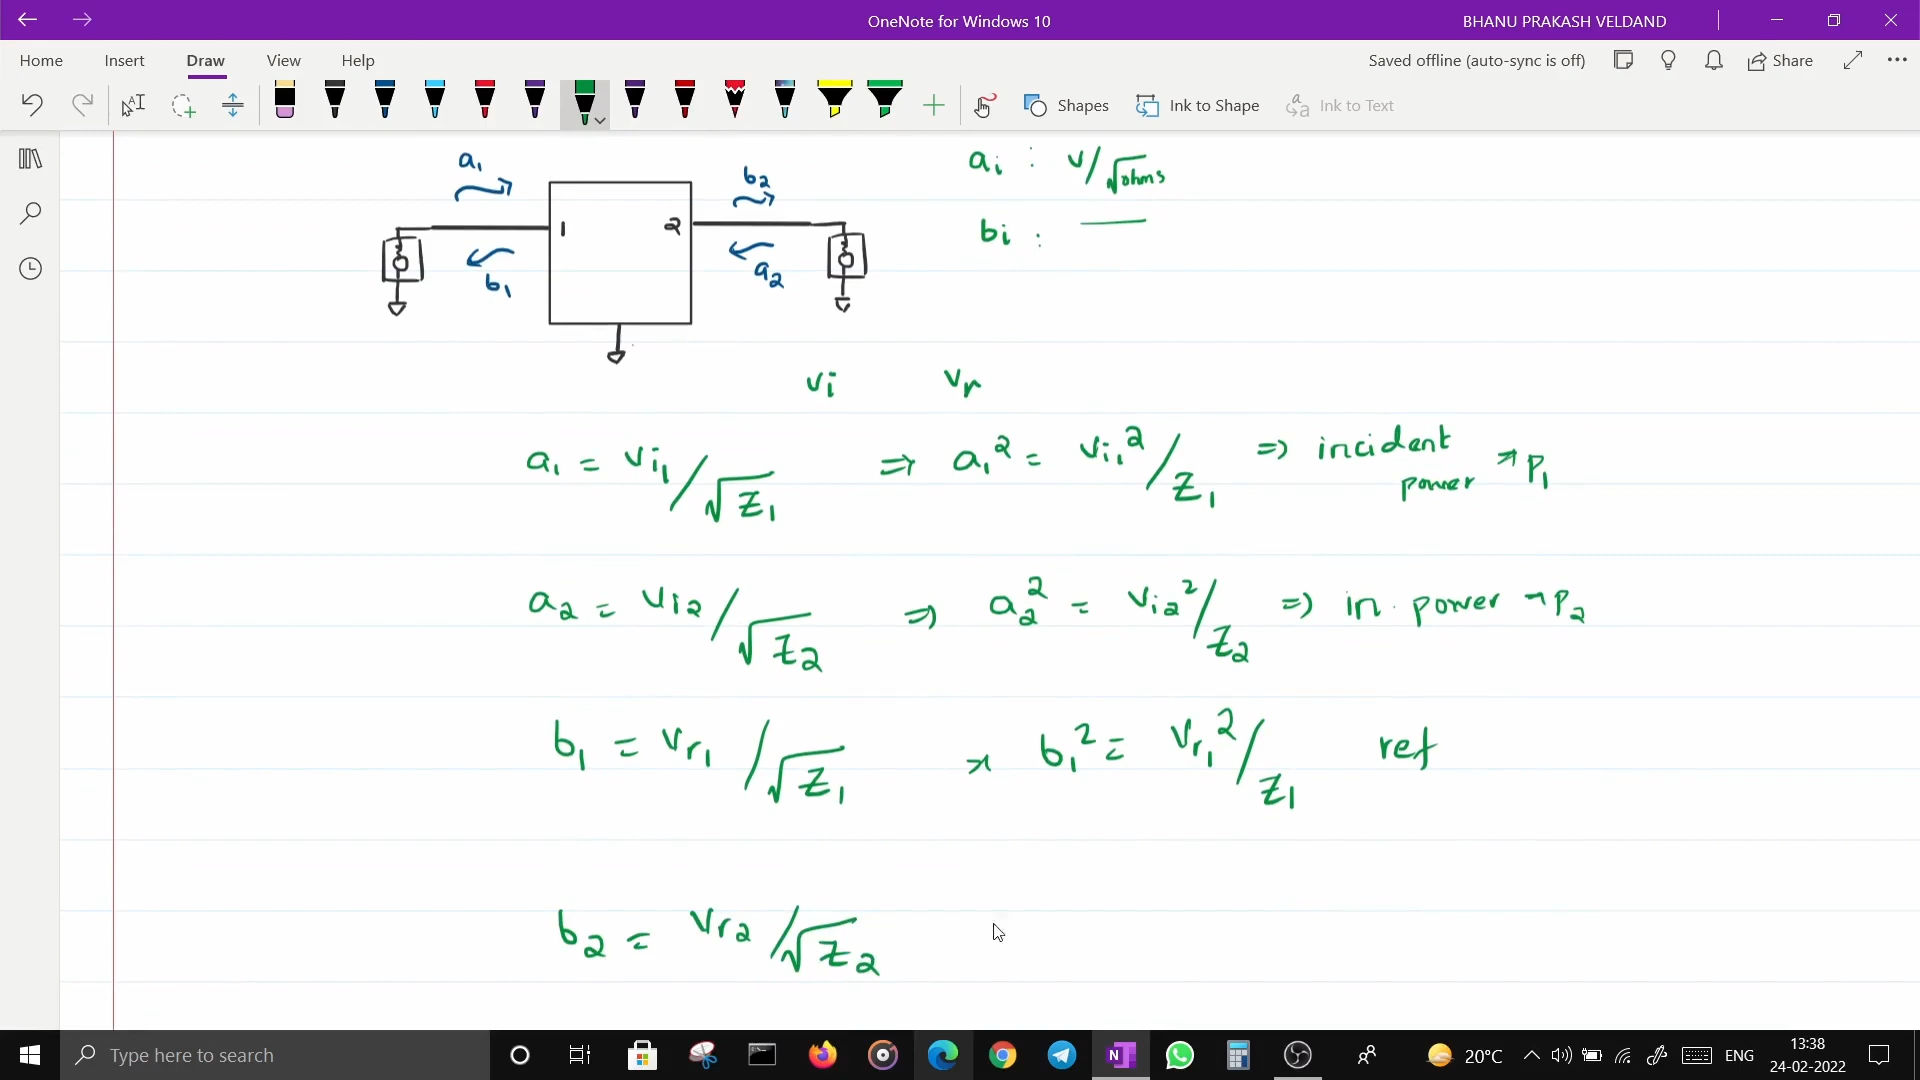 OneNote for Windows 10
BHANU PRAKASH VELDAND
Home Insert Draw View Help
Saved offline (auto-sync is off) Share
Shapes Ink to Shape Ink to Text
a₁
b₂
1 2
b₁
a₂
aᵢ : v/√ohms
bᵢ : —
vi vr
a₁ = vi₁/√Z₁ ⇒ a₁² = vi₁²/Z₁ ⇒ incident power → P₁
a₂ = vi₂/√Z₂ ⇒ a₂² = vi₂²/Z₂ ⇒ in. power → P₂
b₁ = vr₁/√Z₁ b₁² = vr₁²/Z₁ ref
b₂ = vr₂/√Z₂
Type here to search
20°C ENG
13:38
24-02-2022